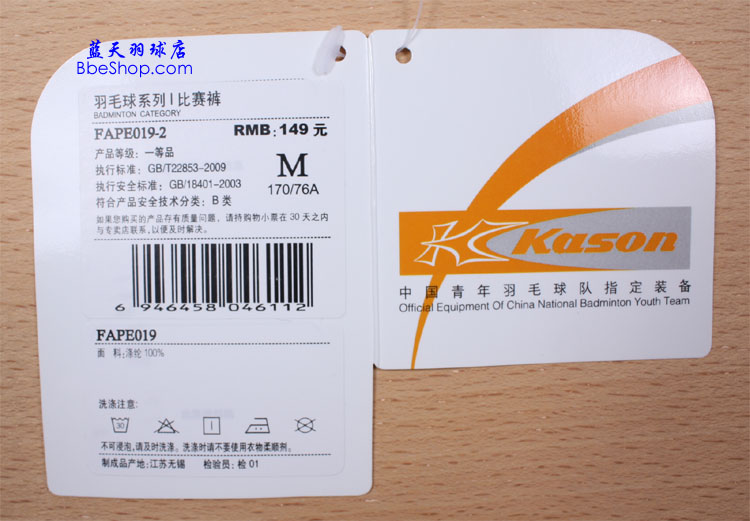 蓝天羽球店
BbeShop.com
羽毛球系列 | 比赛裤
BADMINTON CATEGORY
FAPE019-2
RMB: 149 元
产品等级: 一等品
执行标准: GB/T22853-2009
执行安全标准: GB/18401-2003
符合产品安全技术分类: B 类
M
170/76A
如果您购买的产品存有质量问题, 请持购物小票在 30 天之内
与专卖店联系, 以便及时解决。
6 946458 046112
FAPE019
面 料: 涤纶 100%
洗涤注意:
30
不可浸泡, 请及时洗涤。洗涤时请不要使用衣物柔顺剂。
制成品产地: 江苏无锡 检验员: 检 01
Kason
中国青年羽毛球队指定装备
Official Equipment Of China National Badminton Youth Team